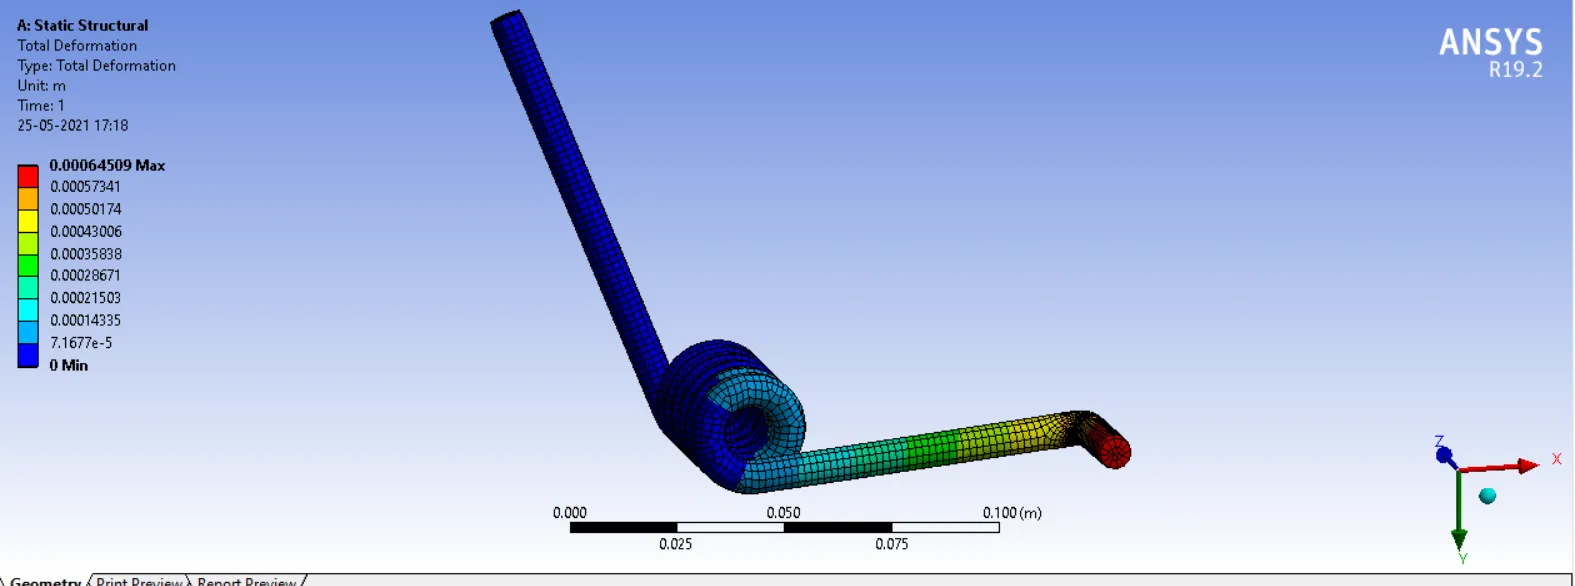 A: Static Structural
Total Deformation
Type: Total Deformation
Unit: m
Time: 1
25-05-2021 17:18
0.00064509 Max
0.00057341
0.00050174
0.00043006
0.00035838
0.00028671
0.00021503
0.00014335
7.1677e-5
0 Min
ANSYS
R19.2
0.000 0.050 0.100 (m)
0.025 0.075
Z
X
Y
Geometry Print Preview Report Preview